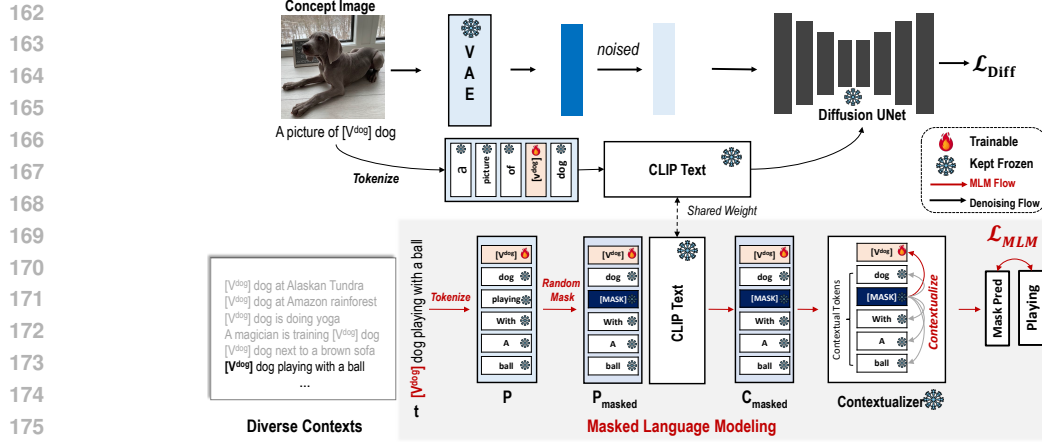 162
163
164
165
166
167
168
169
170
171
172
173
174
175
Concept Image
A picture of [V^dog] dog
V
A
E
noised
Diffusion UNet
ℒ_Diff
Tokenize
a
picture
of
[V^dog]
dog
CLIP Text
Trainable
Kept Frozen
MLM Flow
Denoising Flow
Shared Weight
[V^dog] dog at Alaskan Tundra
[V^dog] dog at Amazon rainforest
[V^dog] dog is doing yoga
A magician is training [V^dog] dog
[V^dog] dog next to a brown sofa
[V^dog] dog playing with a ball
...
Diverse Contexts
t [V^dog] dog playing with a ball
Tokenize
[V^dog]
dog
playing
With
A
ball
P
Random
Mask
[V^dog]
dog
[MASK]
With
A
ball
P_masked
CLIP Text
[V^dog]
dog
[MASK]
With
A
ball
C_masked
Contextual Tokens
[V^dog]
dog
[MASK]
With
A
ball
Contextualize
Contextualizer
ℒ_MLM
Mask Pred
Playing
Masked Language Modeling